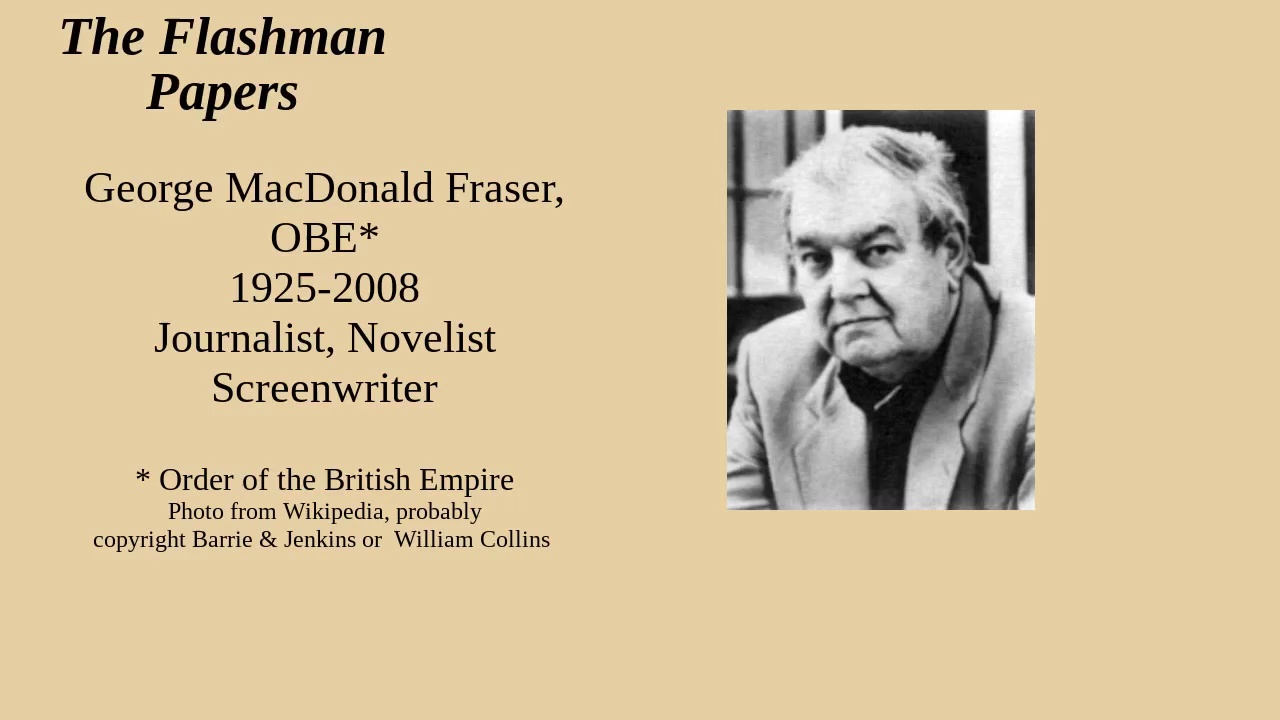 The Flashman
Papers
George MacDonald Fraser,
OBE*
1925-2008
Journalist, Novelist
Screenwriter
* Order of the British Empire
Photo from Wikipedia, probably
copyright Barrie & Jenkins or  William Collins